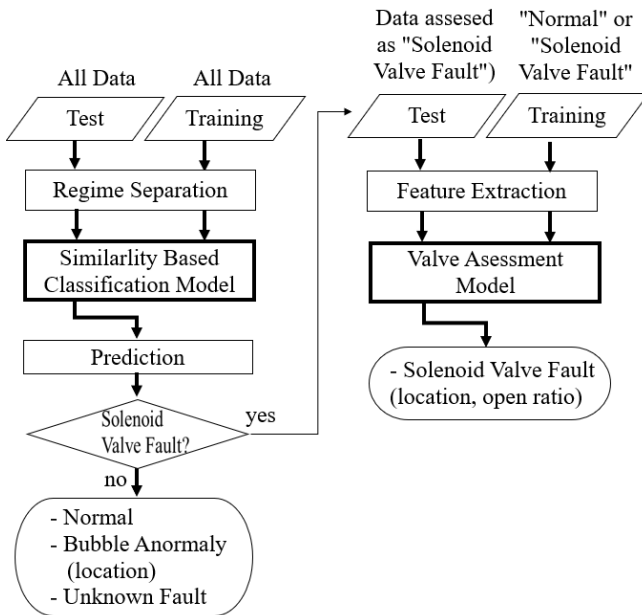 All Data
All Data
Test
Training
Regime Separation
Similarlity Based
Classification Model
Prediction
Solenoid
Valve Fault?
yes
no
- Normal
- Bubble Anormaly
(location)
- Unknown Fault
Data assesed
as "Solenoid
Valve Fault")
"Normal" or
"Solenoid
Valve Fault"
Test
Training
Feature Extraction
Valve Asessment
Model
- Solenoid Valve Fault
(location, open ratio)